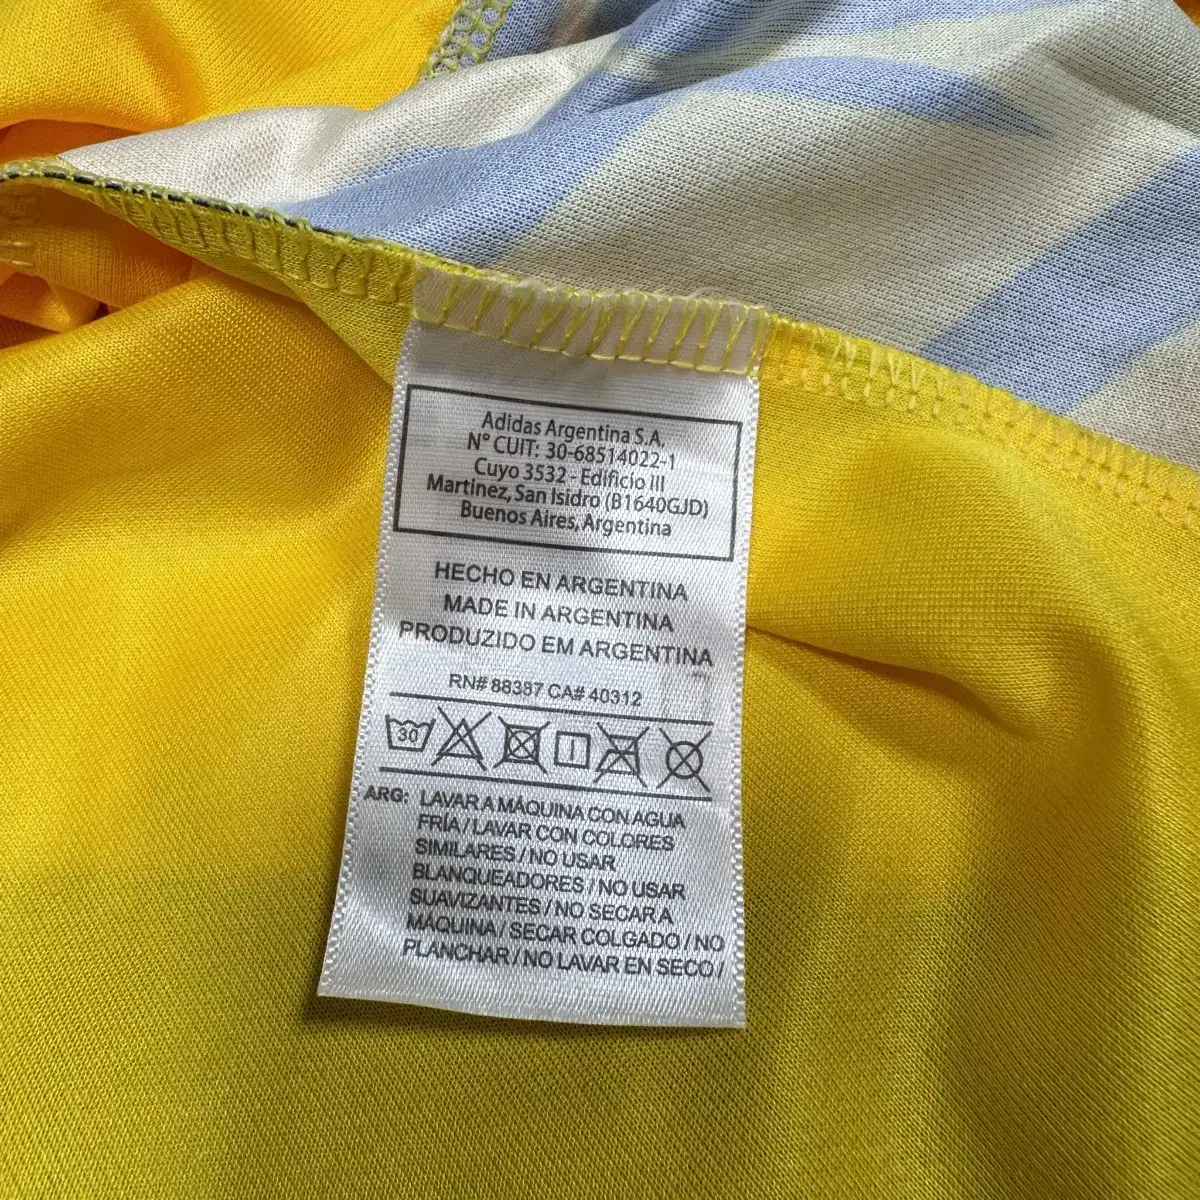 Adidas Argentina S.A.
N° CUIT: 30-68514022-1
Cuyo 3532 - Edificio III
Martinez, San Isidro (B1640GJD)
Buenos Aires, Argentina
HECHO EN ARGENTINA
MADE IN ARGENTINA
PRODUZIDO EM ARGENTINA
RN# 88387 CA# 40312
30
ARG: LAVAR A MÁQUINA CON AGUA
FRÍA / LAVAR CON COLORES
SIMILARES / NO USAR
BLANQUEADORES / NO USAR
SUAVIZANTES / NO SECAR A
MÁQUINA / SECAR COLGADO / NO
PLANCHAR / NO LAVAR EN SECO /